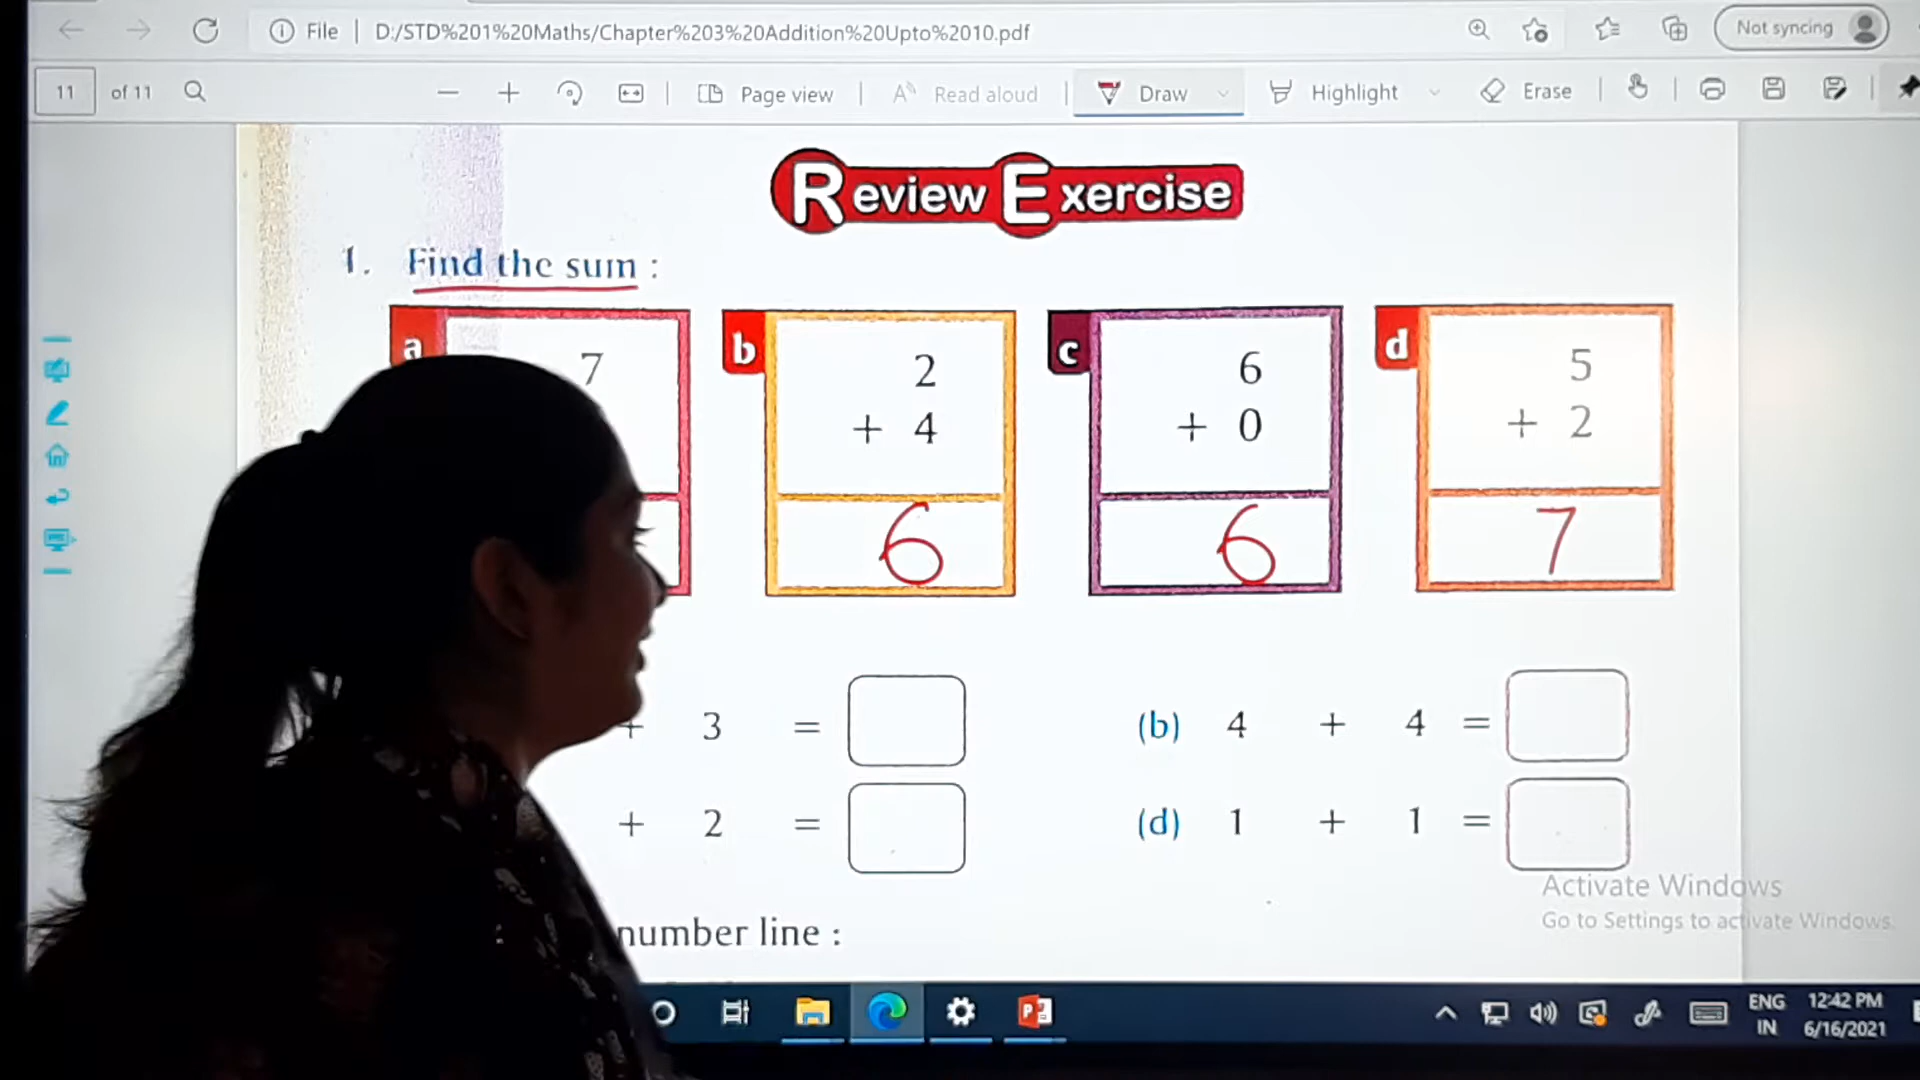 File | D:/STD%201%20Maths/Chapter%203%20Addition%20Upto%2010.pdf Not syncing
11 of 11 Page view Read aloud Draw Highlight Erase
Review Exercise
1. Find the sum :
a 7
b 2 + 4 6
c 6 + 0 6
d 5 + 2 7
+ 3 =
(b) 4 + 4 =
+ 2 =
(d) 1 + 1 =
number line :
Activate Windows
Go to Settings to activate Windows.
ENG IN
12:42 PM
6/16/2021